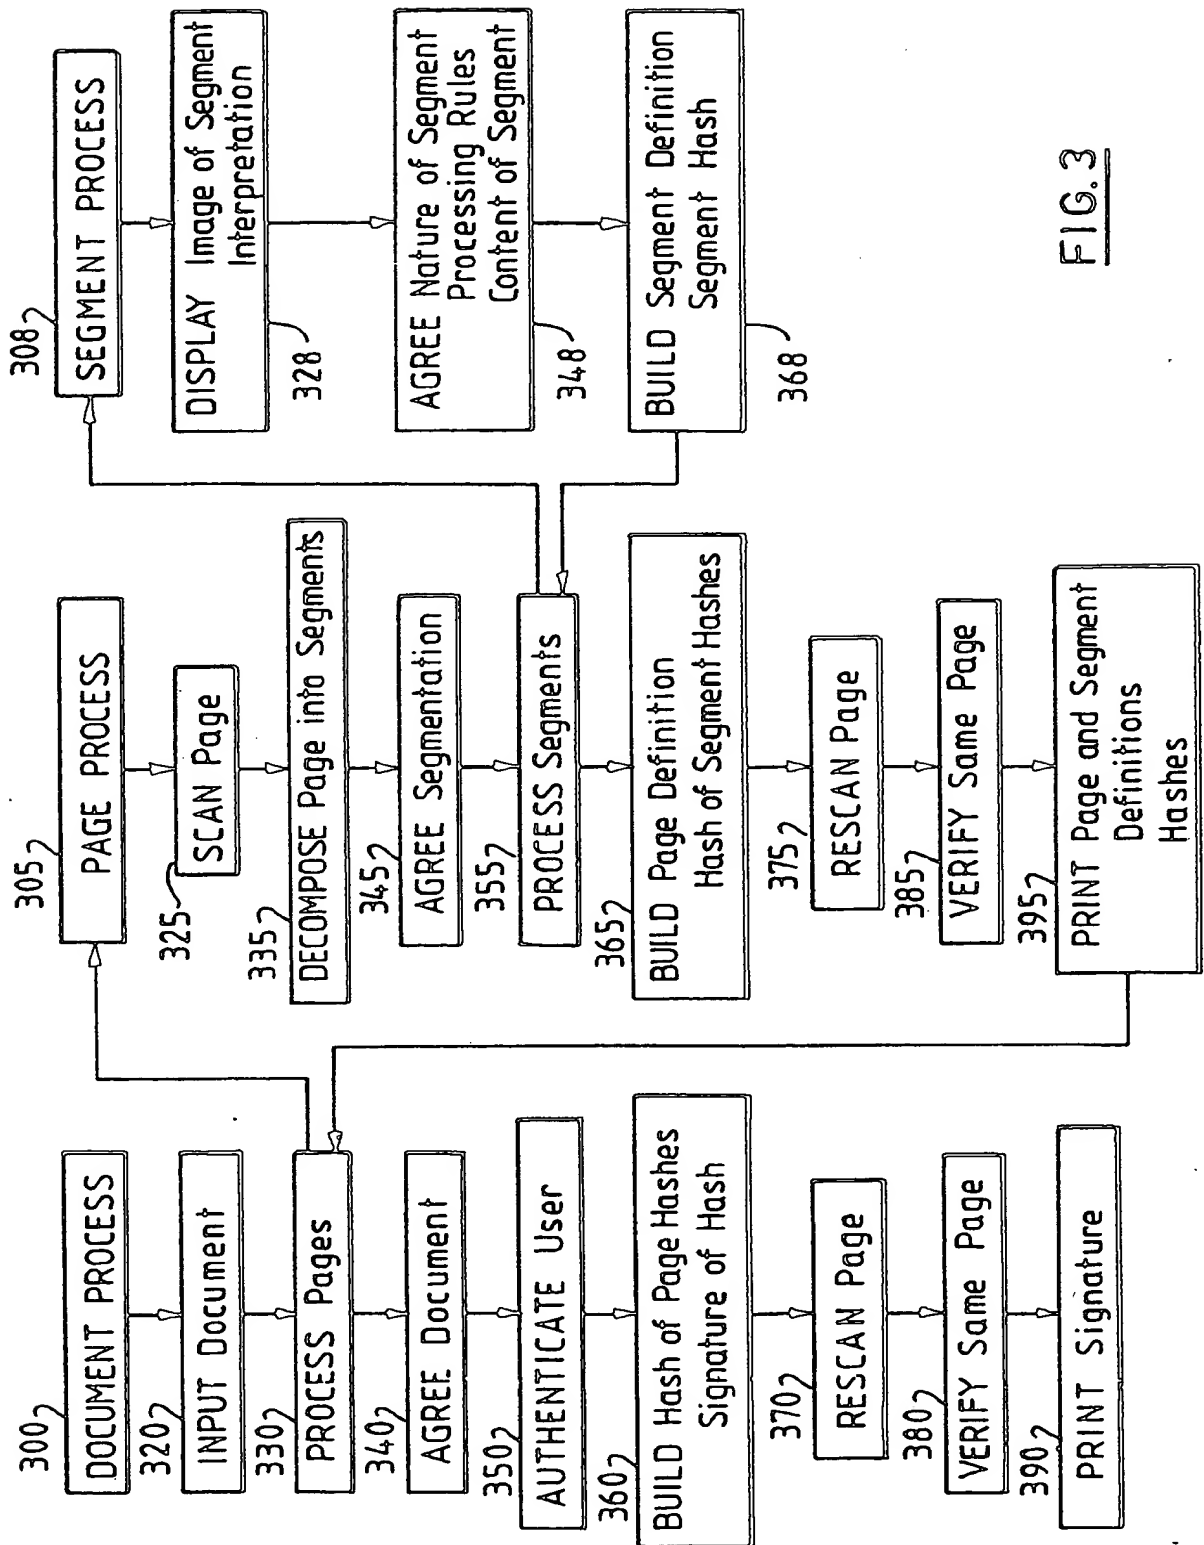 300
DOCUMENT PROCESS
320
INPUT Document
330
PROCESS Pages
340
AGREE Document
350
AUTHENTICATE User
360
BUILD Hash of Page Hashes
Signature of Hash
370
RESCAN Page
380
VERIFY Same Page
390
PRINT Signature
305
PAGE PROCESS
325
SCAN Page
335
DECOMPOSE Page into Segments
345
AGREE Segmentation
355
PROCESS Segments
365
BUILD Page Definition
Hash of Segment Hashes
375
RESCAN Page
385
VERIFY Same Page
395
PRINT Page and Segment
Definitions
Hashes
308
SEGMENT PROCESS
DISPLAY Image of Segment
Interpretation
328
AGREE Nature of Segment
Processing Rules
Content of Segment
348
BUILD Segment Definition
Segment Hash
368
FIG.3